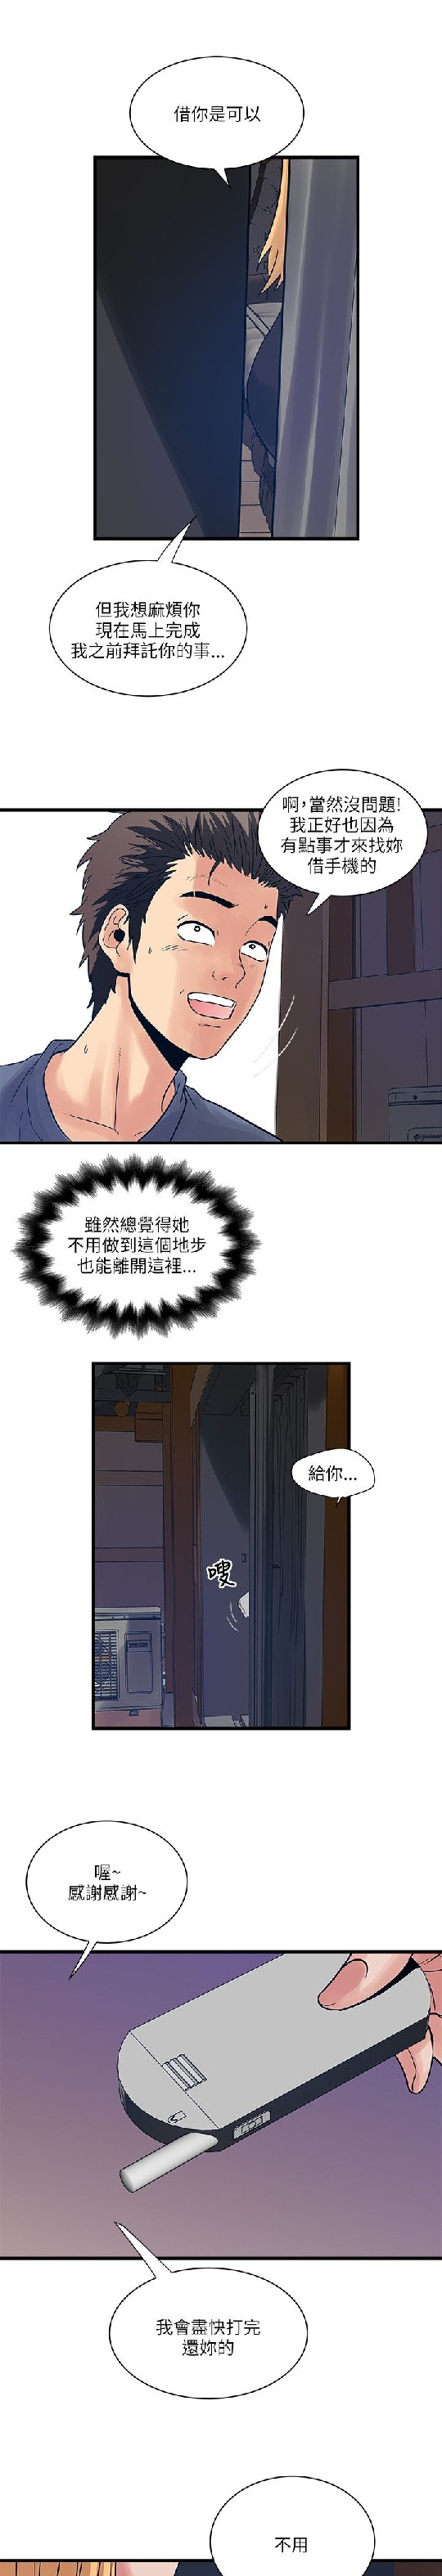 借你是可以
但我想麻煩你
現在馬上完成
我之前拜託你的事...
啊，當然沒問題!
我正好也因為
有點事才來找妳
借手機的
雖然總覺得她
不用做到這個地步
也能離開這裡...
給你...
嗖
喔~
感謝感謝~
我會盡快打完
還妳的
不用